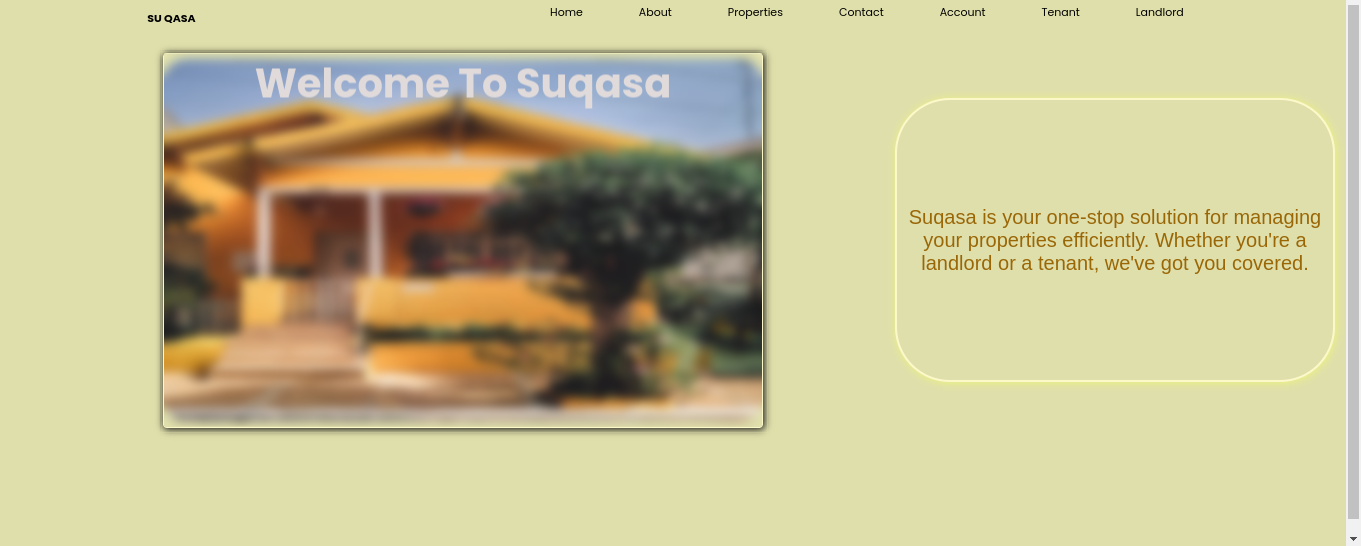 SU QASA
Home About Properties Contact Account Tenant Landlord
Welcome To Suqasa
Suqasa is your one-stop solution for managing
your properties efficiently. Whether you're a
landlord or a tenant, we've got you covered.